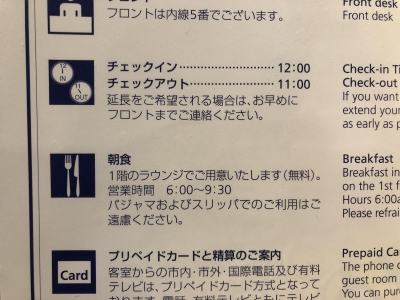 フロントは内線5番でございます。
Front desk
Front desk
12
IN
11
OUT
チェックイン………………………… 12:00
チェックアウト……………………… 11:00
延長をご希望される場合は、お早めに
フロントまでご連絡ください。
Check-in
Check-out
If you want
extend your
as early as
朝食
1階のラウンジでご用意いたします(無料)。
営業時間 6:00〜9:30
パジャマおよびスリッパでのご利用はご
遠慮ください。
Breakfast
Breakfast in
on the 1st
Hours 6:00
Please refrai
Card
プリペイドカードと精算のご案内
客室からの市内・市外・国際電話及び有料
テレビは、プリペイドカード方式となって
Prepaid Ca
The phone
guest room
You can pur